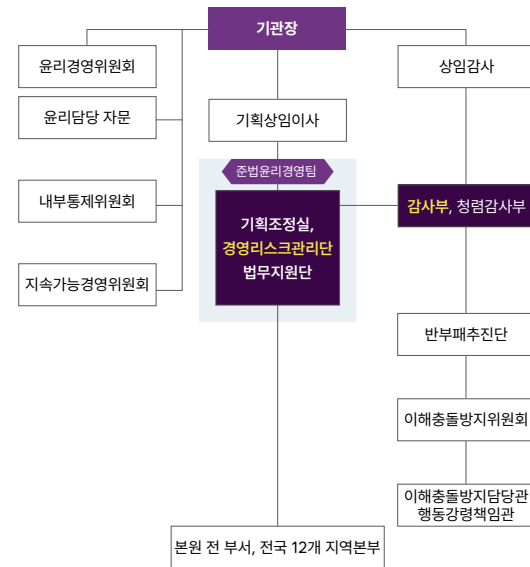 기관장
윤리경영위원회
상임감사
윤리담당 자문
기획상임이사
준법윤리경영팀
내부통제위원회
기획조정실,
경영리스크관리단
법무지원단
감사부, 청렴감사부
지속가능경영위원회
반부패추진단
이해충돌방지위원회
이해충돌방지담당관
행동강령책임관
본원 전 부서, 전국 12개 지역본부